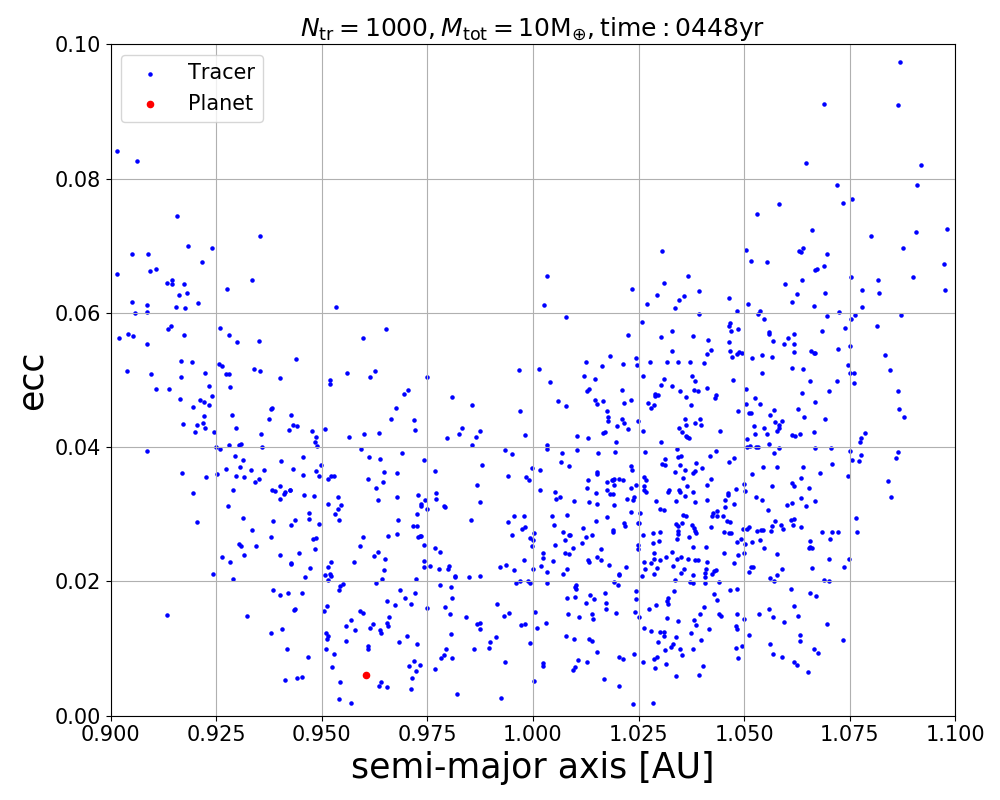 N_tr = 1000, M_tot = 10M_⊕, time : 0448yr
Tracer
Planet
0.10
0.08
0.06
0.04
0.02
0.00
ecc
0.900 0.925 0.950 0.975 1.000 1.025 1.050 1.075 1.100
semi-major axis [AU]